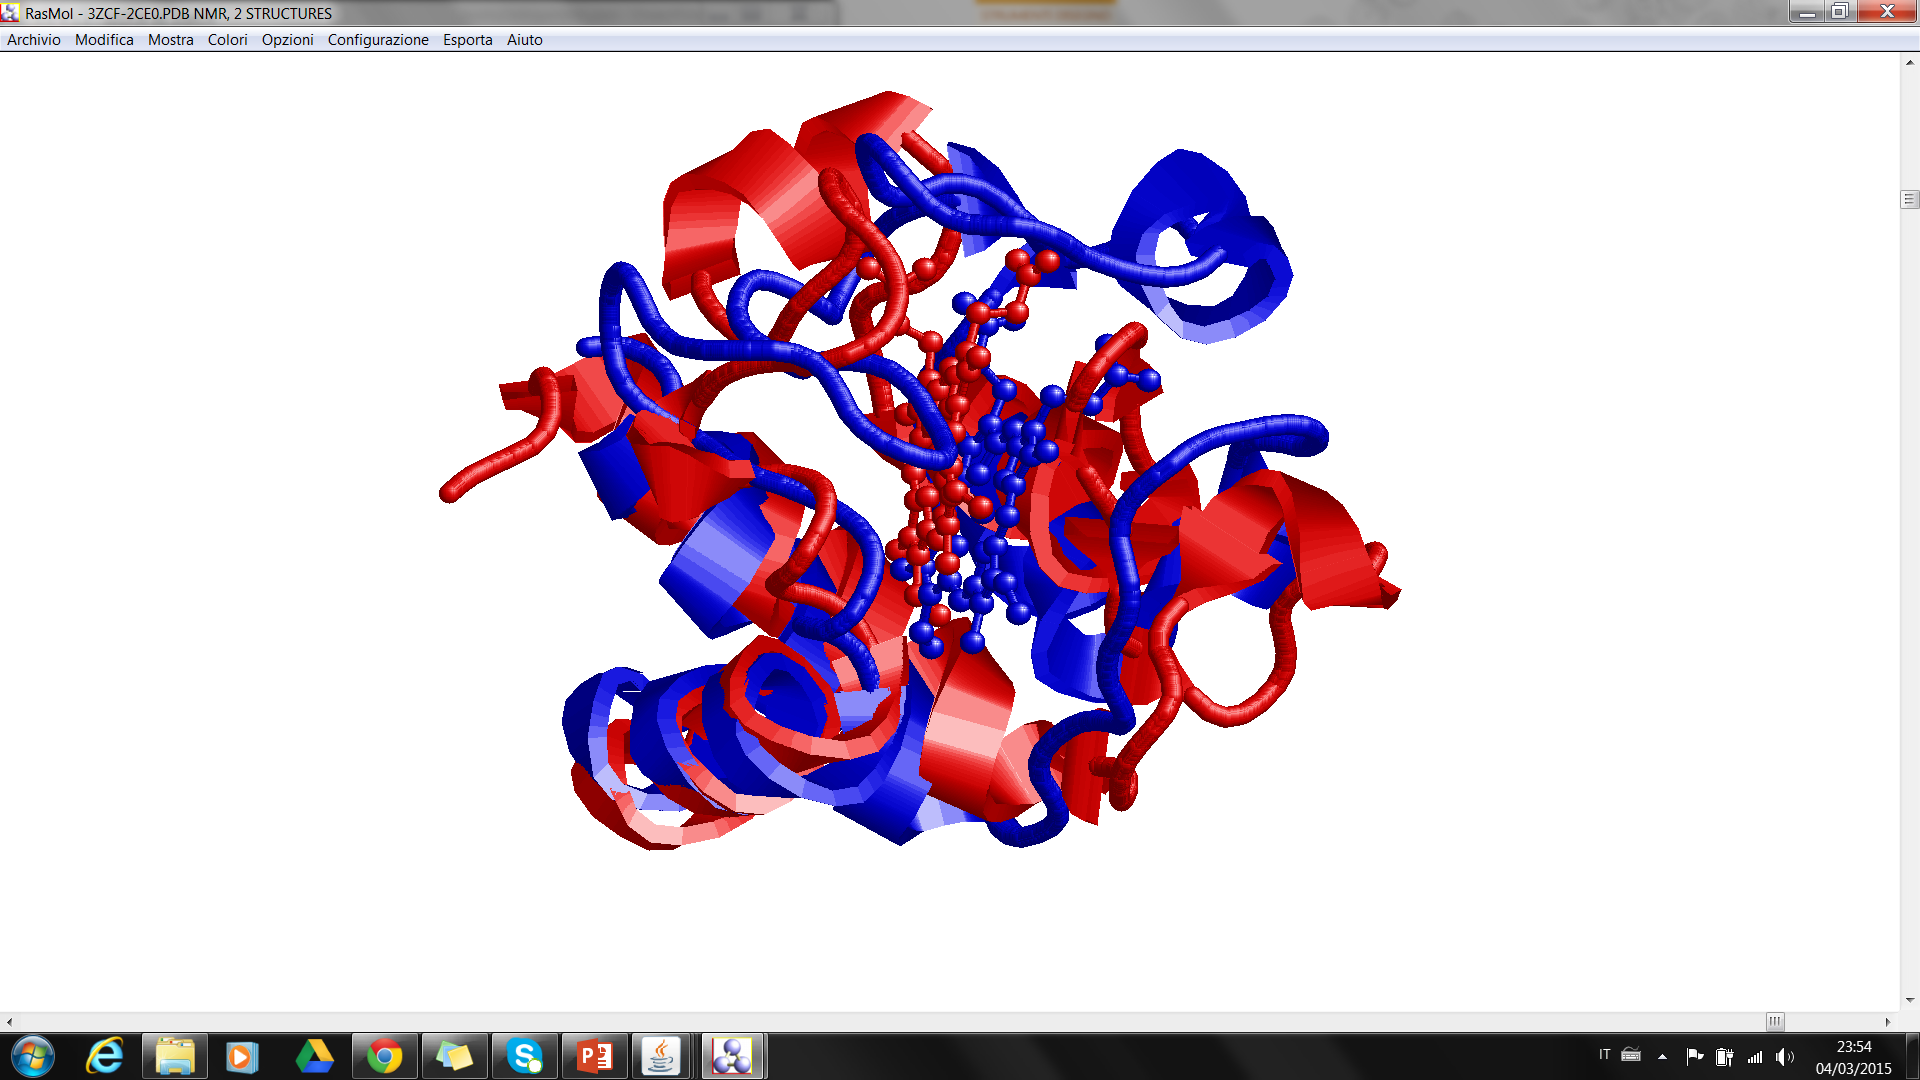 RasMol - 3ZCF-2CE0.PDB NMR, 2 STRUCTURES
Archivio Modifica Mostra Colori Opzioni Configurazione Esporta Aiuto
IT
23:54
04/03/2015